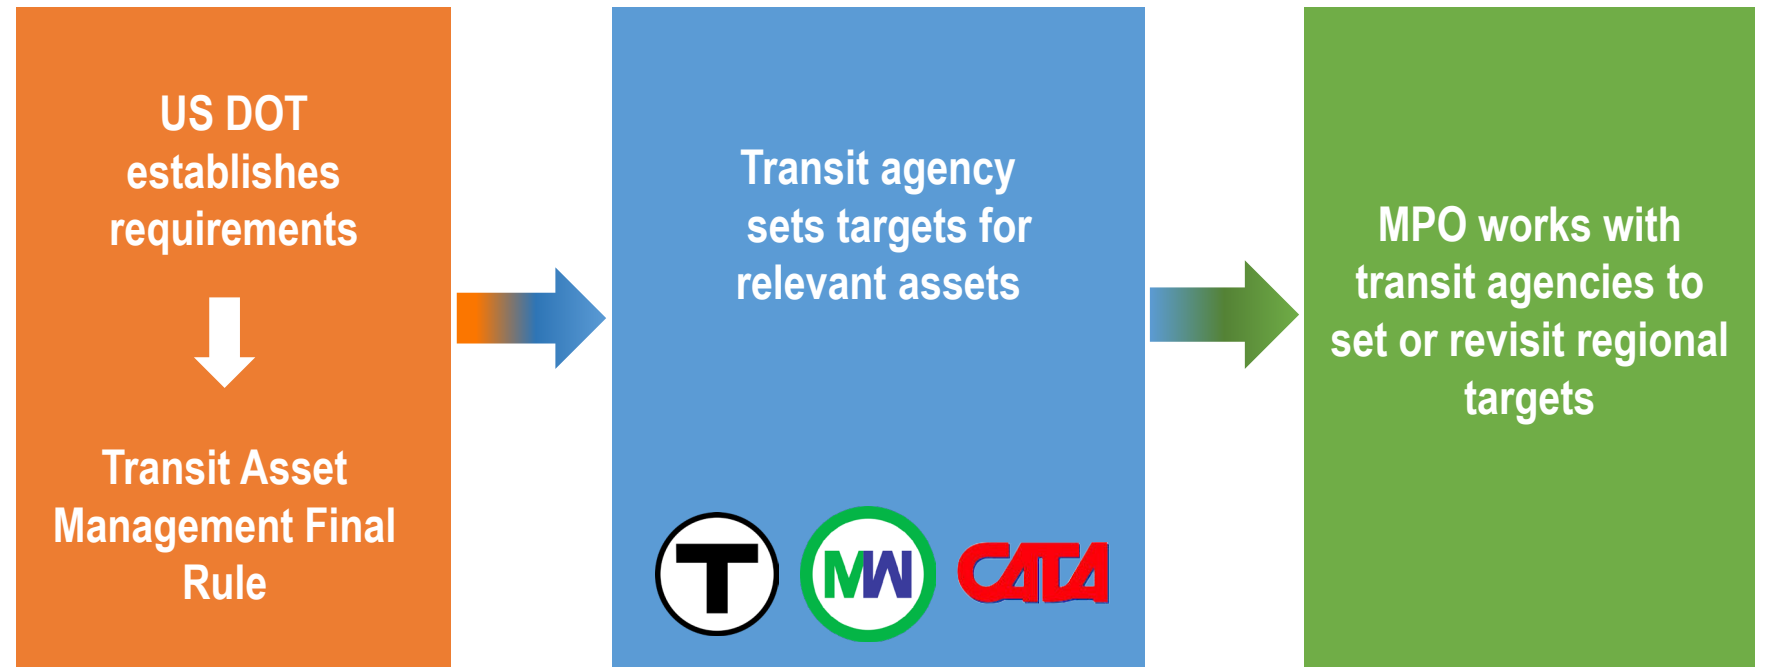 US DOT
establishes
requirements
Transit Asset
Management Final
Rule
Transit agency
sets targets for
relevant assets
T
MW
CATA
MPO works with
transit agencies to
set or revisit regional
targets